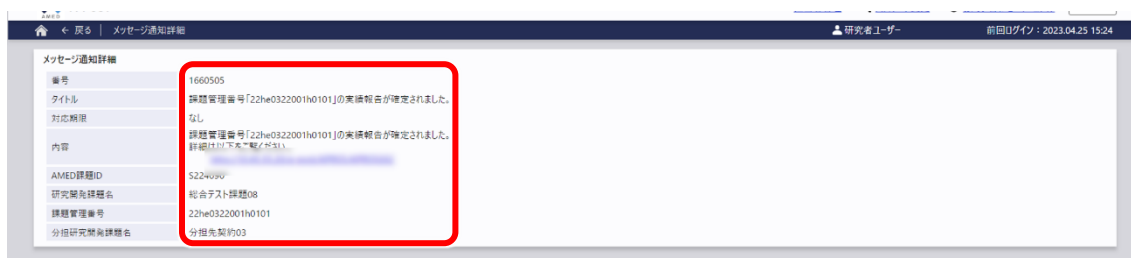 AMED
← 戻る | メッセージ通知詳細 研究者ユーザー 前回ログイン:2023.04.25 15:24
メッセージ通知詳細
番号 1660505
タイトル 課題管理番号「22he0322001h0101」の実績報告が確定されました。
対応期限 なし
内容 課題管理番号「22he0322001h0101」の実績報告が確定されました。
詳細は以下をご覧ください。
AMED課題ID
研究開発課題名 総合テスト課題08
課題管理番号 22he0322001h0101
分担研究開発課題名 分担先契約03